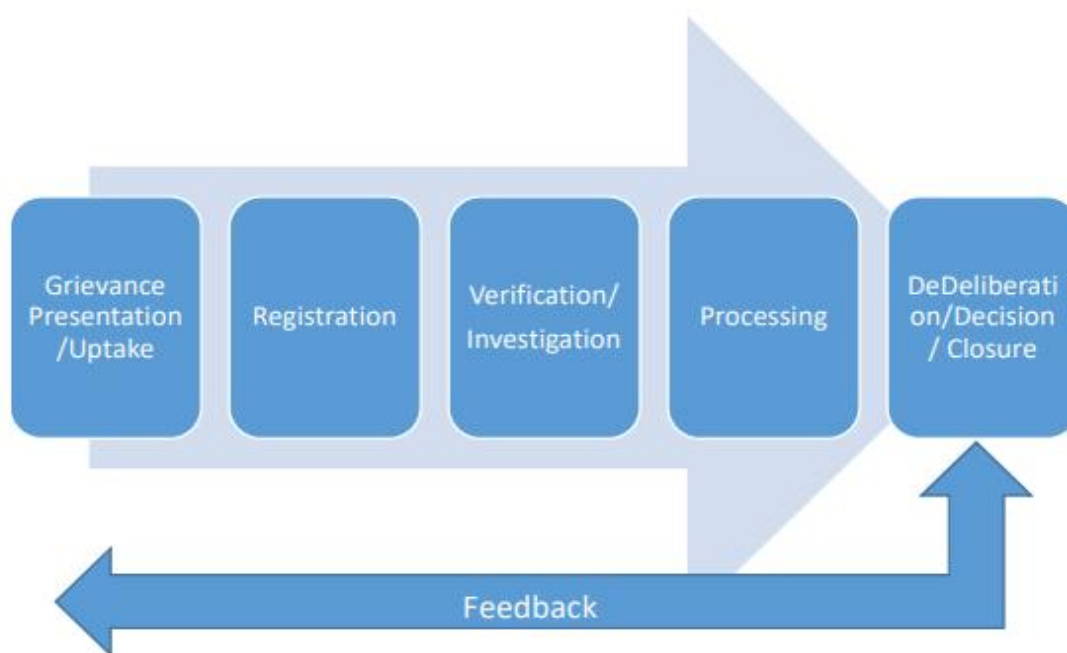 Grievance
Presentation
/Uptake
Registration
Verification/
Investigation
Processing
DeDeliberati
on/Decision
/ Closure
Feedback